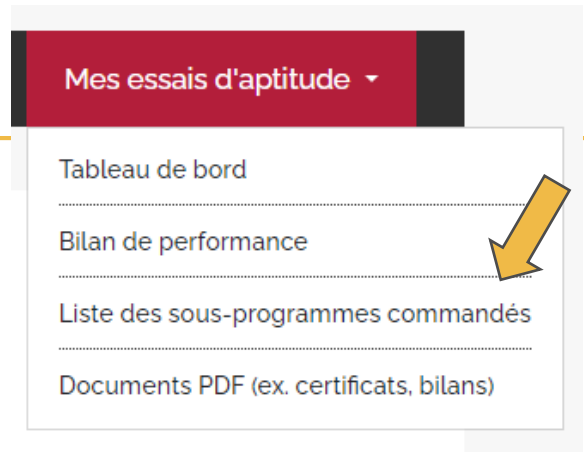 Mes essais d'aptitude
Tableau de bord
Bilan de performance
Liste des sous-programmes commandés
Documents PDF (ex. certificats, bilans)